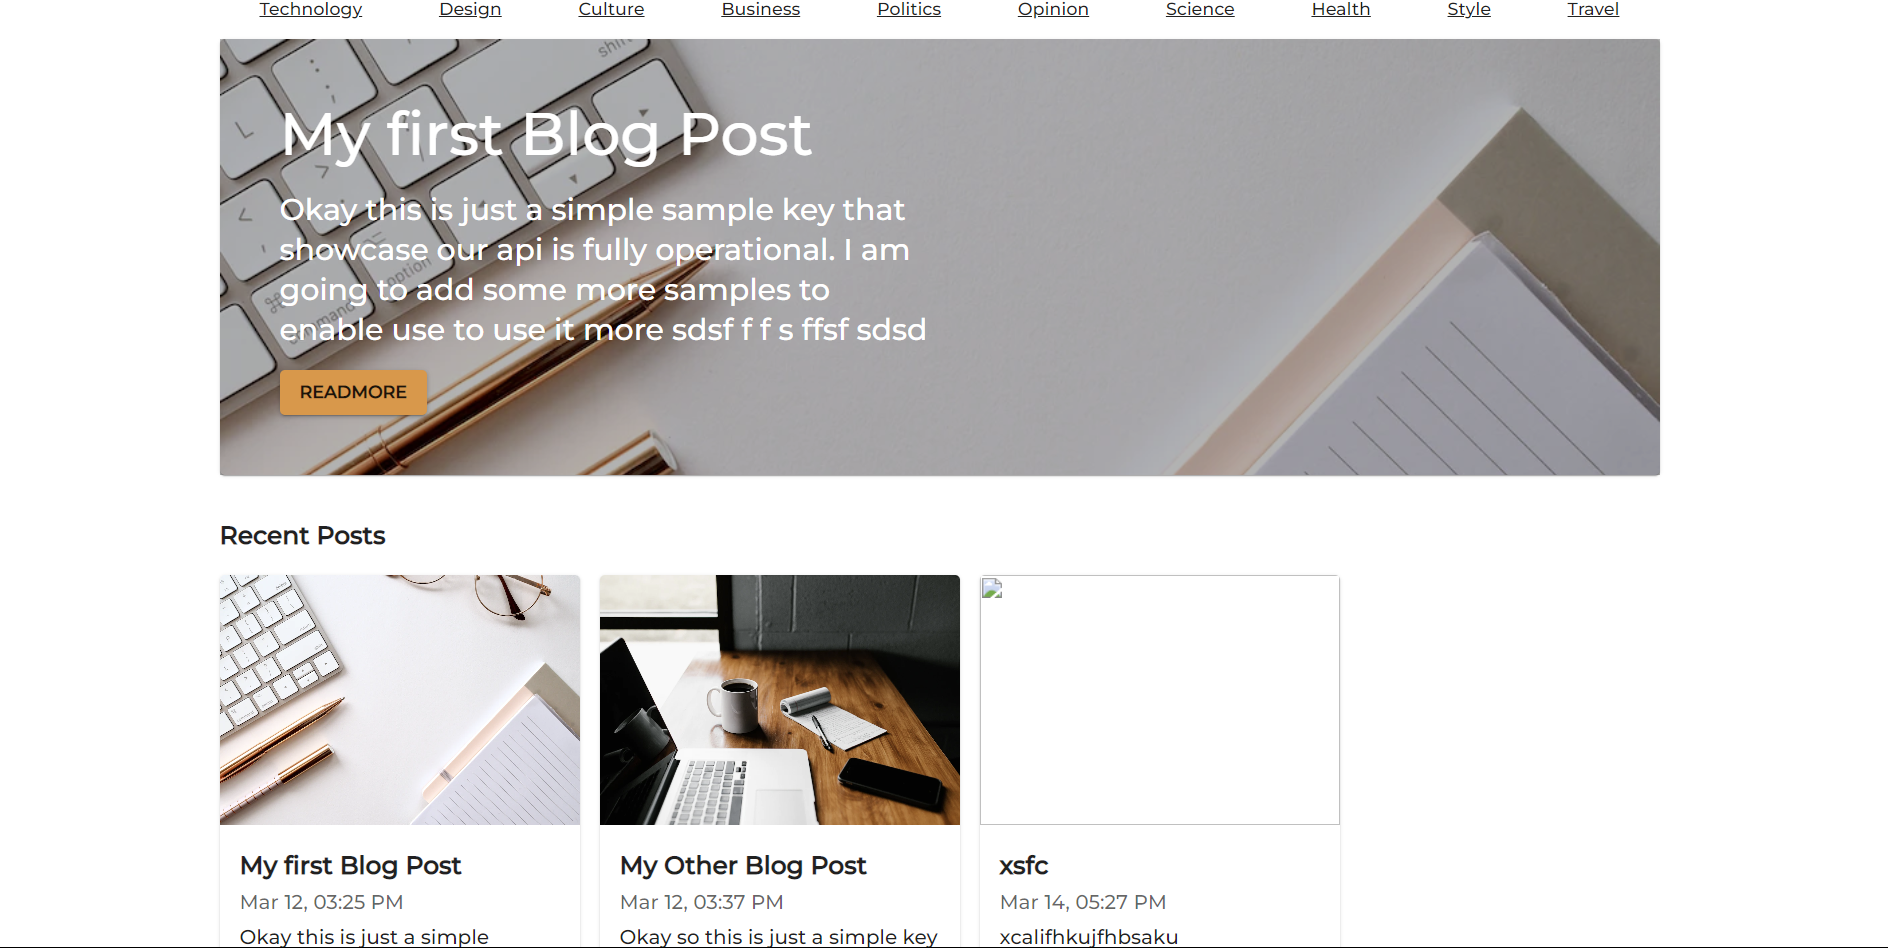 Technology Design Culture Business Politics Opinion Science Health Style Travel
shift
L
option
command
My first Blog Post
Okay this is just a simple sample key that
showcase our api is fully operational. I am
going to add some more samples to
enable use to use it more sdsf f f s ffsf sdsd
READMORE
Recent Posts
My first Blog Post
Mar 12, 03:25 PM
Okay this is just a simple
My Other Blog Post
Mar 12, 03:37 PM
Okay so this is just a simple key
xsfc
Mar 14, 05:27 PM
xcalifhkujfhbsaku